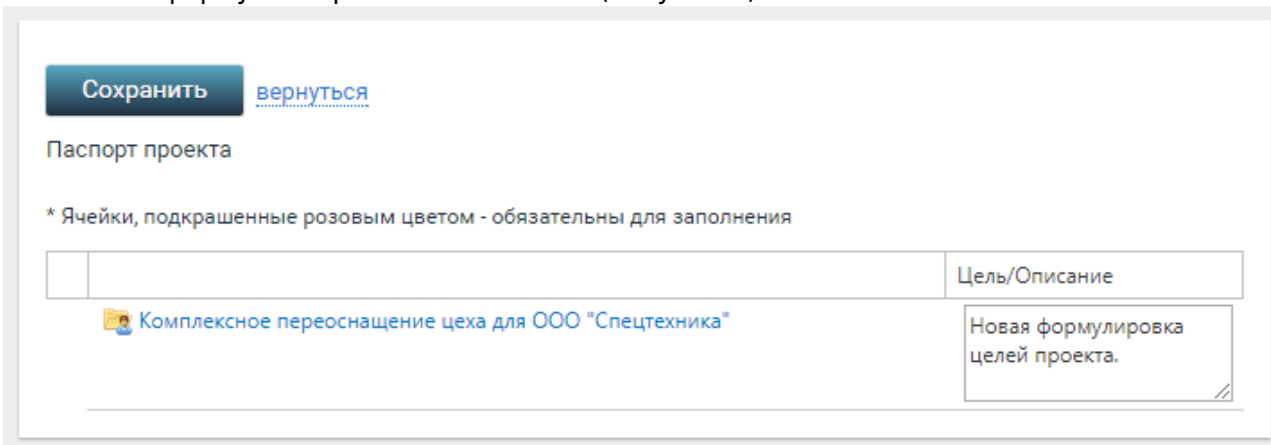 Сохранить вернуться
Паспорт проекта
* Ячейки, подкрашенные розовым цветом - обязательны для заполнения
Цель/Описание
Комплексное переоснащение цеха для ООО "Спецтехника"
Новая формулировка
целей проекта.